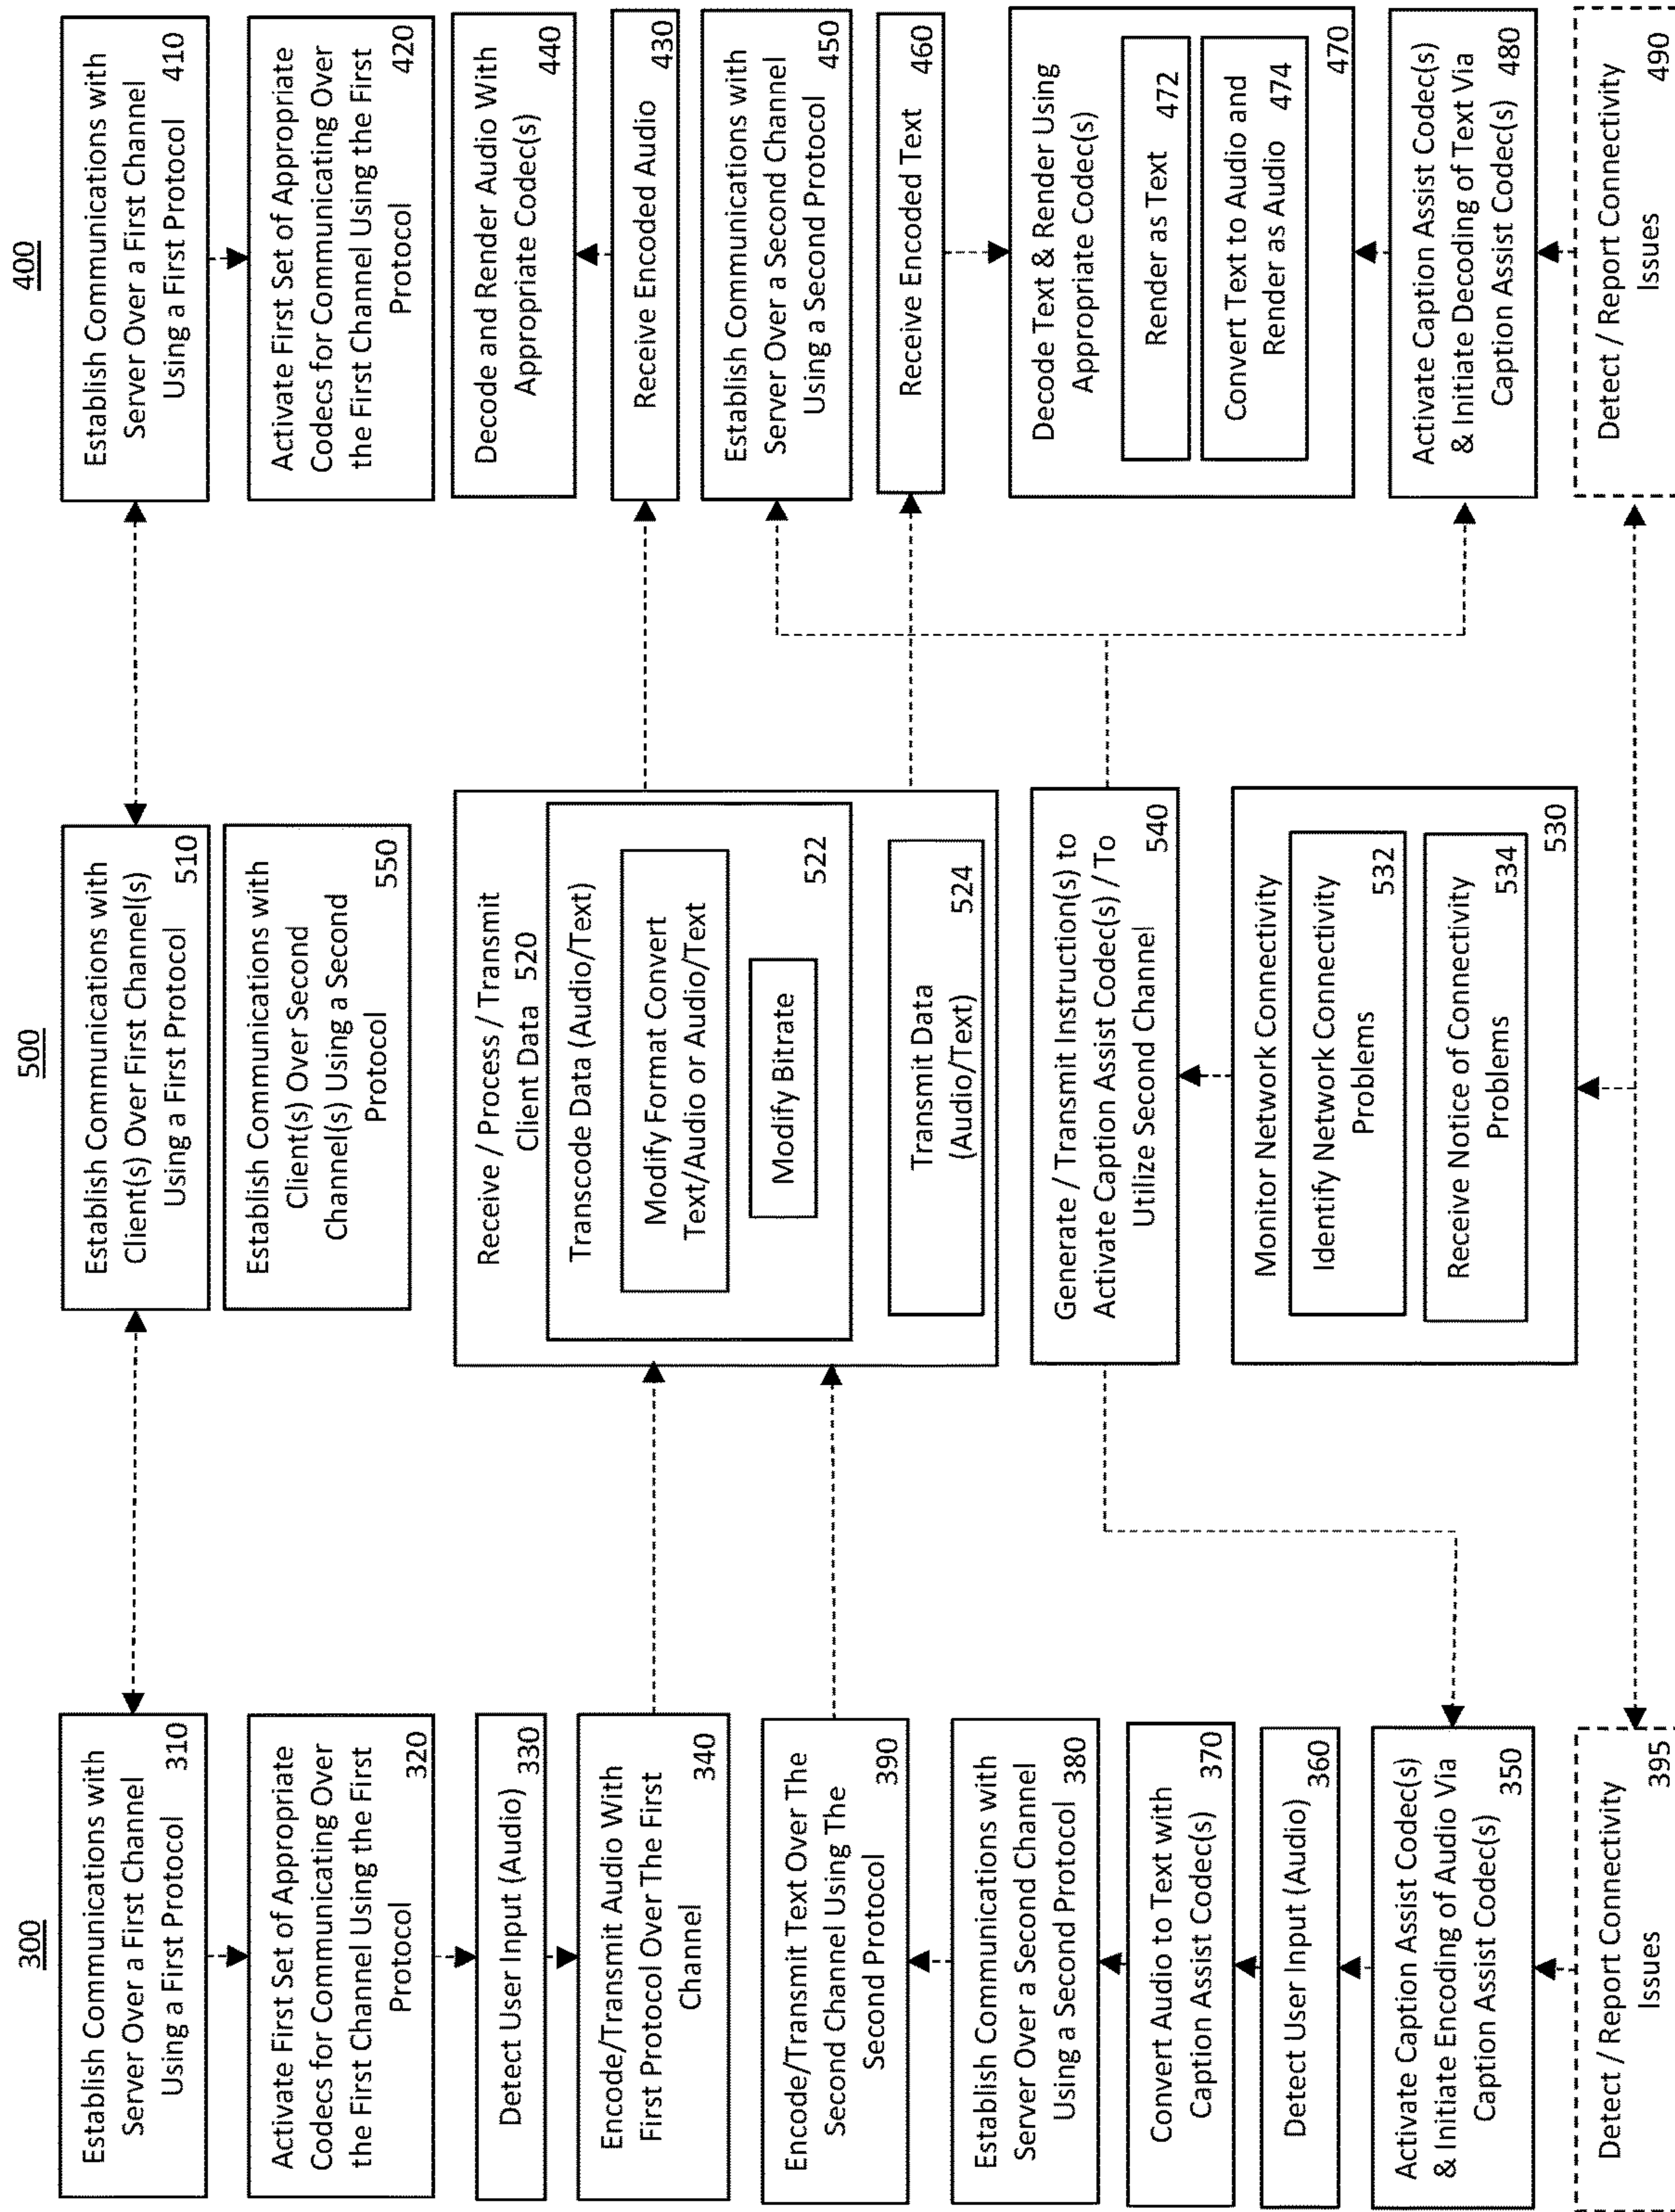 300
Establish Communications with
Server Over a First Channel
Using a First Protocol 310
Activate First Set of Appropriate
Codecs for Communicating Over
the First Channel Using the First
Protocol 320
Detect User Input (Audio) 330
Encode/Transmit Audio With
First Protocol Over The First
Channel 340
Encode/Transmit Text Over The
Second Channel Using The
Second Protocol 390
Establish Communications with
Server Over a Second Channel
Using a Second Protocol 380
Convert Audio to Text with
Caption Assist Codec(s) 370
Detect User Input (Audio) 360
Activate Caption Assist Codec(s)
& Initiate Encoding of Audio Via
Caption Assist Codec(s) 350
Detect / Report Connectivity
Issues 395
500
Establish Communications with
Client(s) Over First Channel(s)
Using a First Protocol 510
Establish Communications with
Client(s) Over Second
Channel(s) Using a Second
Protocol 550
Receive / Process / Transmit
Client Data 520
Transcode Data (Audio/Text)
Modify Format Convert
Text/Audio or Audio/Text
Modify Bitrate 522
Transmit Data
(Audio/Text) 524
Generate / Transmit Instruction(s) to
Activate Caption Assist Codec(s) / To
Utilize Second Channel 540
Monitor Network Connectivity
Identify Network Connectivity
Problems 532
Receive Notice of Connectivity
Problems 534
530
400
Establish Communications with
Server Over a First Channel
Using a First Protocol 410
Activate First Set of Appropriate
Codecs for Communicating Over
the First Channel Using the First
Protocol 420
Decode and Render Audio With
Appropriate Codec(s) 440
Receive Encoded Audio 430
Establish Communications with
Server Over a Second Channel
Using a Second Protocol 450
Receive Encoded Text 460
Decode Text & Render Using
Appropriate Codec(s)
Render as Text 472
Convert Text to Audio and
Render as Audio 474
470
Activate Caption Assist Codec(s)
& Initiate Decoding of Text Via
Caption Assist Codec(s) 480
Detect / Report Connectivity
Issues 490